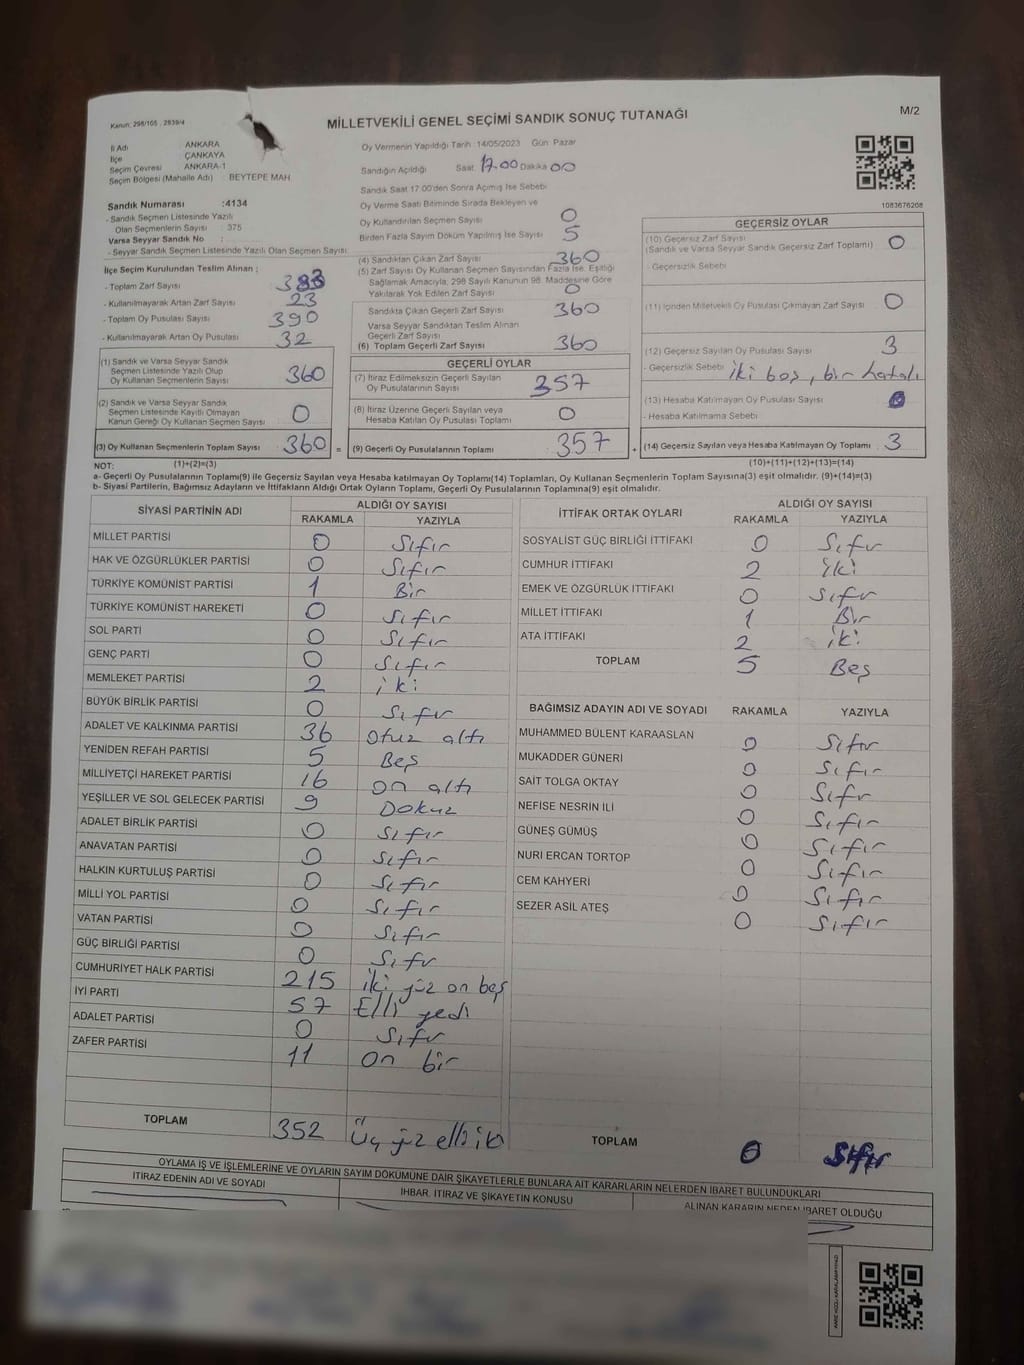 Kanun: 298/105 , 2839/4
MİLLETVEKİLİ GENEL SEÇİMİ SANDIK SONUÇ TUTANAĞI
M/2
İl Adı ANKARA
İlçe ÇANKAYA
Seçim Çevresi ANKARA-1
Seçim Bölgesi (Mahalle Adı) BEYTEPE MAH
Sandık Numarası :4134
- Sandık Seçmen Listesinde Yazılı
Olan Seçmenlerin Sayısı : 375
Varsa Seyyar Sandık No :
- Seyyar Sandık Seçmen Listesinde Yazılı Olan Seçmen Sayısı:
İlçe Seçim Kurulundan Teslim Alınan ;
- Toplam Zarf Sayısı : 383
- Kullanılmayarak Artan Zarf Sayısı : 23
- Toplam Oy Pusulası Sayısı : 390
- Kullanılmayarak Artan Oy Pusulası : 32
(1) Sandık ve Varsa Seyyar Sandık
Seçmen Listesinde Yazılı Olup
Oy Kullanan Seçmenlerin Sayısı : 360
(2) Sandık ve Varsa Seyyar Sandık
Seçmen Listesinde Kayıtlı Olmayan
Kanun Gereği Oy Kullanan Seçmen Sayısı : 0
(3) Oy Kullanan Seçmenlerin Toplam Sayısı : 360 =
Oy Vermenin Yapıldığı Tarih : 14/05/2023 Gün Pazar
Sandığın Açıldığı Saat 17.00 Dakika 00
Sandık Saat 17:00'den Sonra Açılmış İse Sebebi
Oy Verme Saati Bitiminde Sırada Bekleyen ve
Oy Kullandırılan Seçmen Sayısı : 0
Birden Fazla Sayım Döküm Yapılmış İse Sayısı : 5
(4) Sandıktan Çıkan Zarf Sayısı : 360
(5) Zarf Sayısı Oy Kullanan Seçmen Sayısından Fazla İse, Eşitliği
Sağlamak Amacıyla, 298 Sayılı Kanunun 98. Maddesine Göre
Yakılarak Yok Edilen Zarf Sayısı : 0
Sandıkta Çıkan Geçerli Zarf Sayısı : 360
Varsa Seyyar Sandıktan Teslim Alınan
Geçerli Zarf Sayısı :
(6) Toplam Geçerli Zarf Sayısı : 360
GEÇERLİ OYLAR
(7) İtiraz Edilmeksizin Geçerli Sayılan
Oy Pusulalarının Sayısı : 357
(8) İtiraz Üzerine Geçerli Sayılan veya
Hesaba Katılan Oy Pusulası Toplamı : 0
(9) Geçerli Oy Pusulalarının Toplamı : 357 +
1083676208
GEÇERSİZ OYLAR
(10) Geçersiz Zarf Sayısı
(Sandık ve Varsa Seyyar Sandık Geçersiz Zarf Toplamı) : 0
- Geçersizlik Sebebi :
(11) İçinden Milletvekili Oy Pusulası Çıkmayan Zarf Sayısı : 0
(12) Geçersiz Sayılan Oy Pusulası Sayısı : 3
- Geçersizlik Sebebi : iki boş, bir hatalı
(13) Hesaba Katılmayan Oy Pusulası Sayısı :
- Hesaba Katılmama Sebebi :
(14) Geçersiz Sayılan veya Hesaba Katılmayan Oy Toplamı : 3
NOT: (1)+(2)=(3) (10)+(11)+(12)+(13)=(14)
a- Geçerli Oy Pusulalarının Toplamı(9) ile Geçersiz Sayılan veya Hesaba katılmayan Oy Toplamı(14) Toplamları, Oy Kullanan Seçmenlerin Toplam Sayısına(3) eşit olmalıdır. (9)+(14)=(3)
b- Siyasi Partilerin, Bağımsız Adayların ve İttifakların Aldığı Oyların Toplamı, Geçerli Oy Pusulalarının Toplamına(9) eşit olmalıdır.
SİYASİ PARTİNİN ADI ALDIĞI OY SAYISI
RAKAMLA YAZIYLA
MİLLET PARTİSİ 0 Sıfır
HAK VE ÖZGÜRLÜKLER PARTİSİ 0 Sıfır
TÜRKİYE KOMÜNİST PARTİSİ 1 Bir
TÜRKİYE KOMÜNİST HAREKETİ 0 Sıfır
SOL PARTİ 0 Sıfır
GENÇ PARTİ 0 Sıfır
MEMLEKET PARTİSİ 2 iki
BÜYÜK BİRLİK PARTİSİ 0 Sıfır
ADALET VE KALKINMA PARTİSİ 36 otuz altı
YENİDEN REFAH PARTİSİ 5 Beş
MİLLİYETÇİ HAREKET PARTİSİ 16 on altı
YEŞİLLER VE SOL GELECEK PARTİSİ 9 Dokuz
ADALET BİRLİK PARTİSİ 0 Sıfır
ANAVATAN PARTİSİ 0 Sıfır
HALKIN KURTULUŞ PARTİSİ 0 Sıfır
MİLLİ YOL PARTİSİ 0 Sıfır
VATAN PARTİSİ 0 Sıfır
GÜÇ BİRLİĞİ PARTİSİ 0 Sıfır
CUMHURİYET HALK PARTİSİ 215 iki yüz on beş
İYİ PARTİ 57 Elli yedi
ADALET PARTİSİ 0 Sıfır
ZAFER PARTİSİ 11 on bir
TOPLAM 352 Üç yüz elli iki
İTTİFAK ORTAK OYLARI ALDIĞI OY SAYISI
RAKAMLA YAZIYLA
SOSYALİST GÜÇ BİRLİĞİ İTTİFAKI 0 Sıfır
CUMHUR İTTİFAKI 2 iki
EMEK VE ÖZGÜRLÜK İTTİFAKI 0 Sıfır
MİLLET İTTİFAKI 1 Bir
ATA İTTİFAKI 2 iki
TOPLAM 5 Beş
BAĞIMSIZ ADAYIN ADI VE SOYADI RAKAMLA YAZIYLA
MUHAMMED BÜLENT KARAASLAN 0 Sıfır
MUKADDER GÜNERİ 0 Sıfır
SAİT TOLGA OKTAY 0 Sıfır
NEFİSE NESRİN İLİ 0 Sıfır
GÜNEŞ GÜMÜŞ 0 Sıfır
NURİ ERCAN TORTOP 0 Sıfır
CEM KAHYERİ 0 Sıfır
SEZER ASİL ATEŞ 0 Sıfır
TOPLAM 0 Sıfır
OYLAMA İŞ VE İŞLEMLERİNE VE OYLARIN SAYIM DÖKÜMÜNE DAİR ŞİKAYETLERLE BUNLARA AİT KARARLARIN NELERDEN İBARET BULUNDUKLARI
İTİRAZ EDENİN ADI VE SOYADI İHBAR, İTİRAZ VE ŞİKAYETİN KONUSU ALINAN KARARIN NEDEN İBARET OLDUĞU